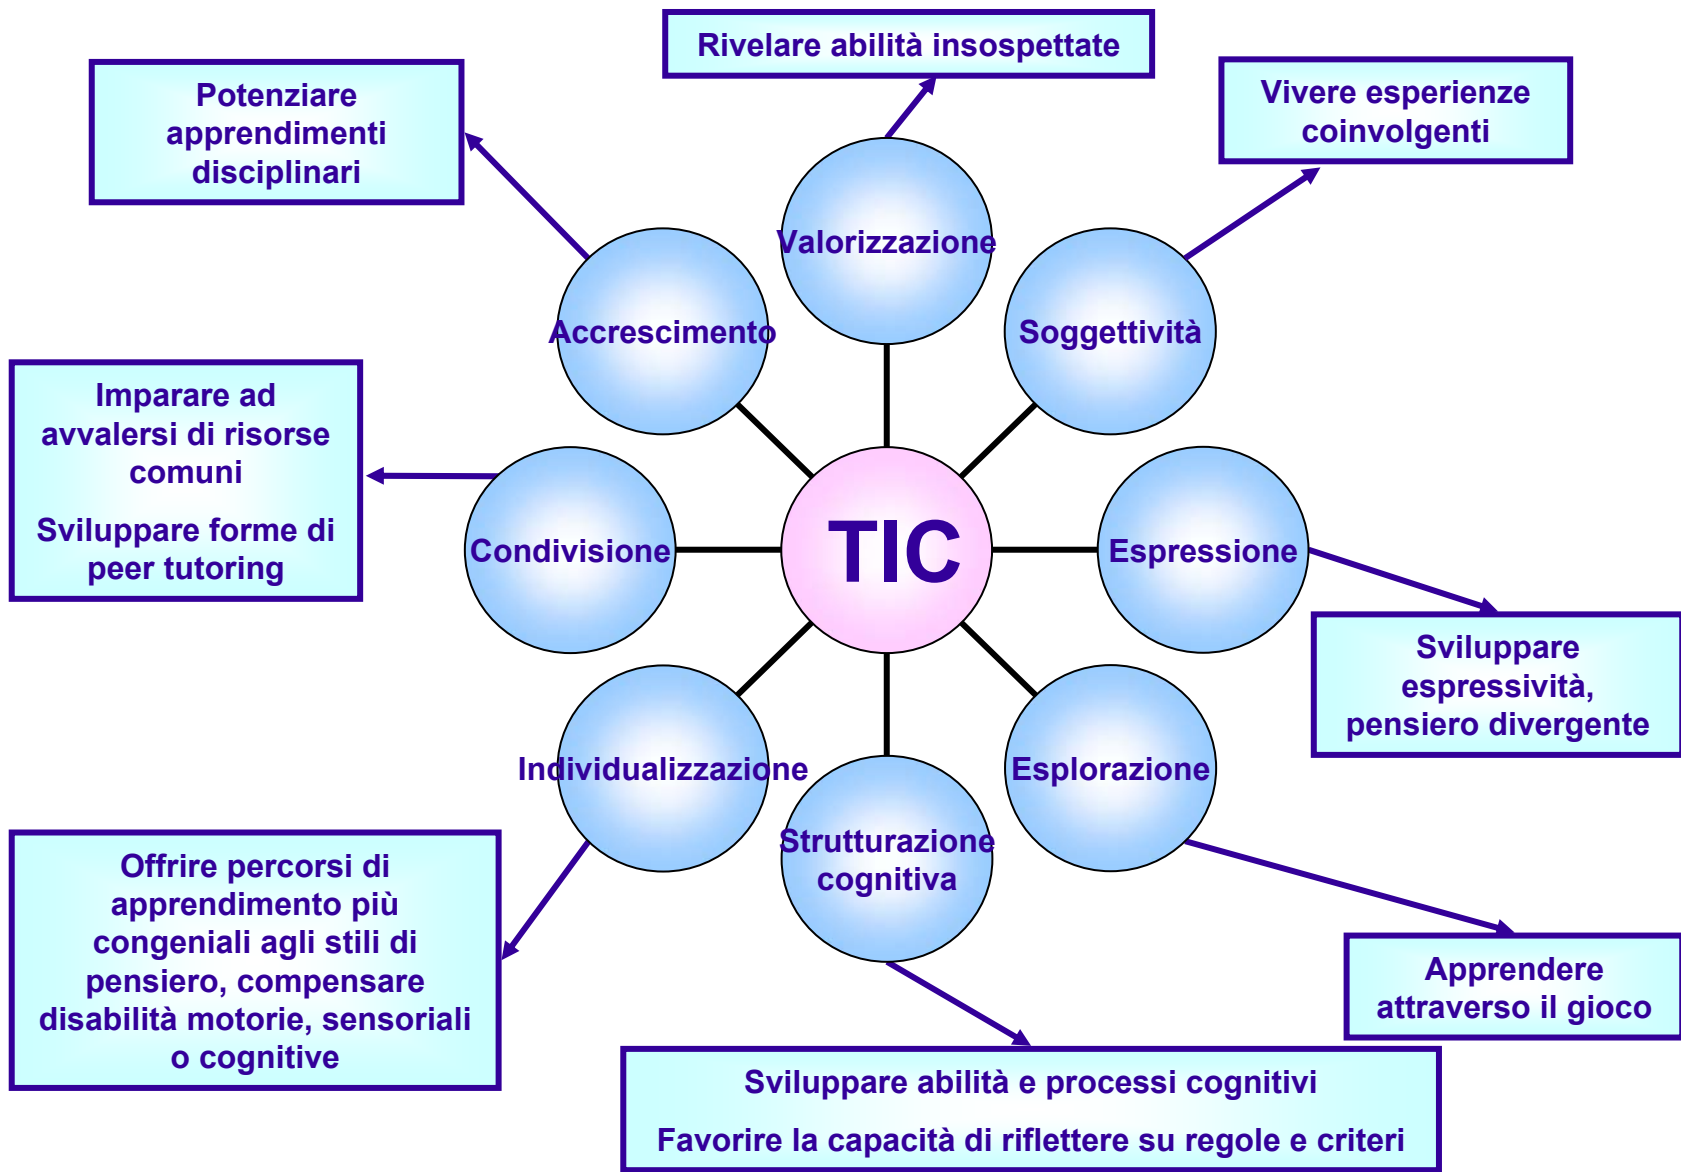 Rivelare abilità insospettate
Potenziare
apprendimenti
disciplinari
Vivere esperienze
coinvolgenti
Valorizzazione
Accrescimento
Soggettività
Imparare ad
avvalersi di risorse
comuni
Sviluppare forme di
peer tutoring
Condivisione
TIC
Espressione
Sviluppare
espressività,
pensiero divergente
Individualizzazione
Esplorazione
Strutturazione
cognitiva
Offrire percorsi di
apprendimento più
congeniali agli stili di
pensiero, compensare
disabilità motorie, sensoriali
o cognitive
Apprendere
attraverso il gioco
Sviluppare abilità e processi cognitivi
Favorire la capacità di riflettere su regole e criteri